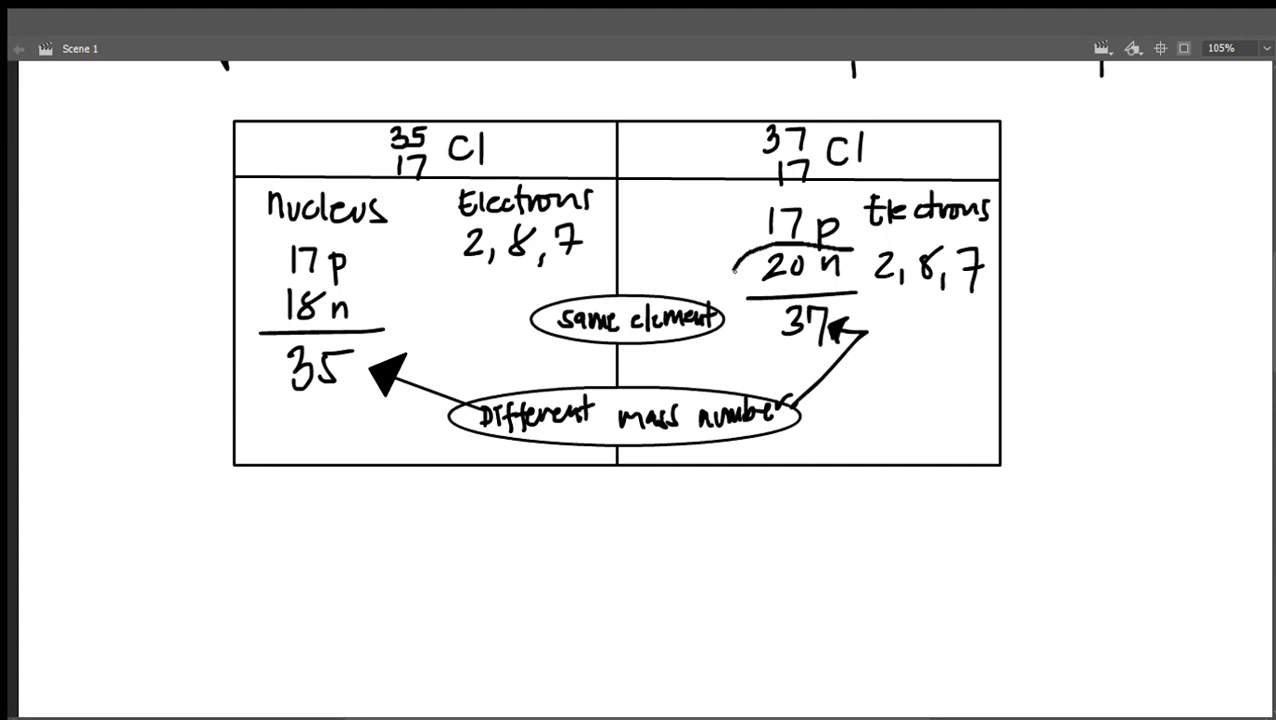 Scene 1
105%
35
17 Cl
37
17 Cl
Nucleus
17 p
18 n
35
Electrons
2, 8, 7
17 p
20 n
37
Electrons
2, 8, 7
same element
Different mass number